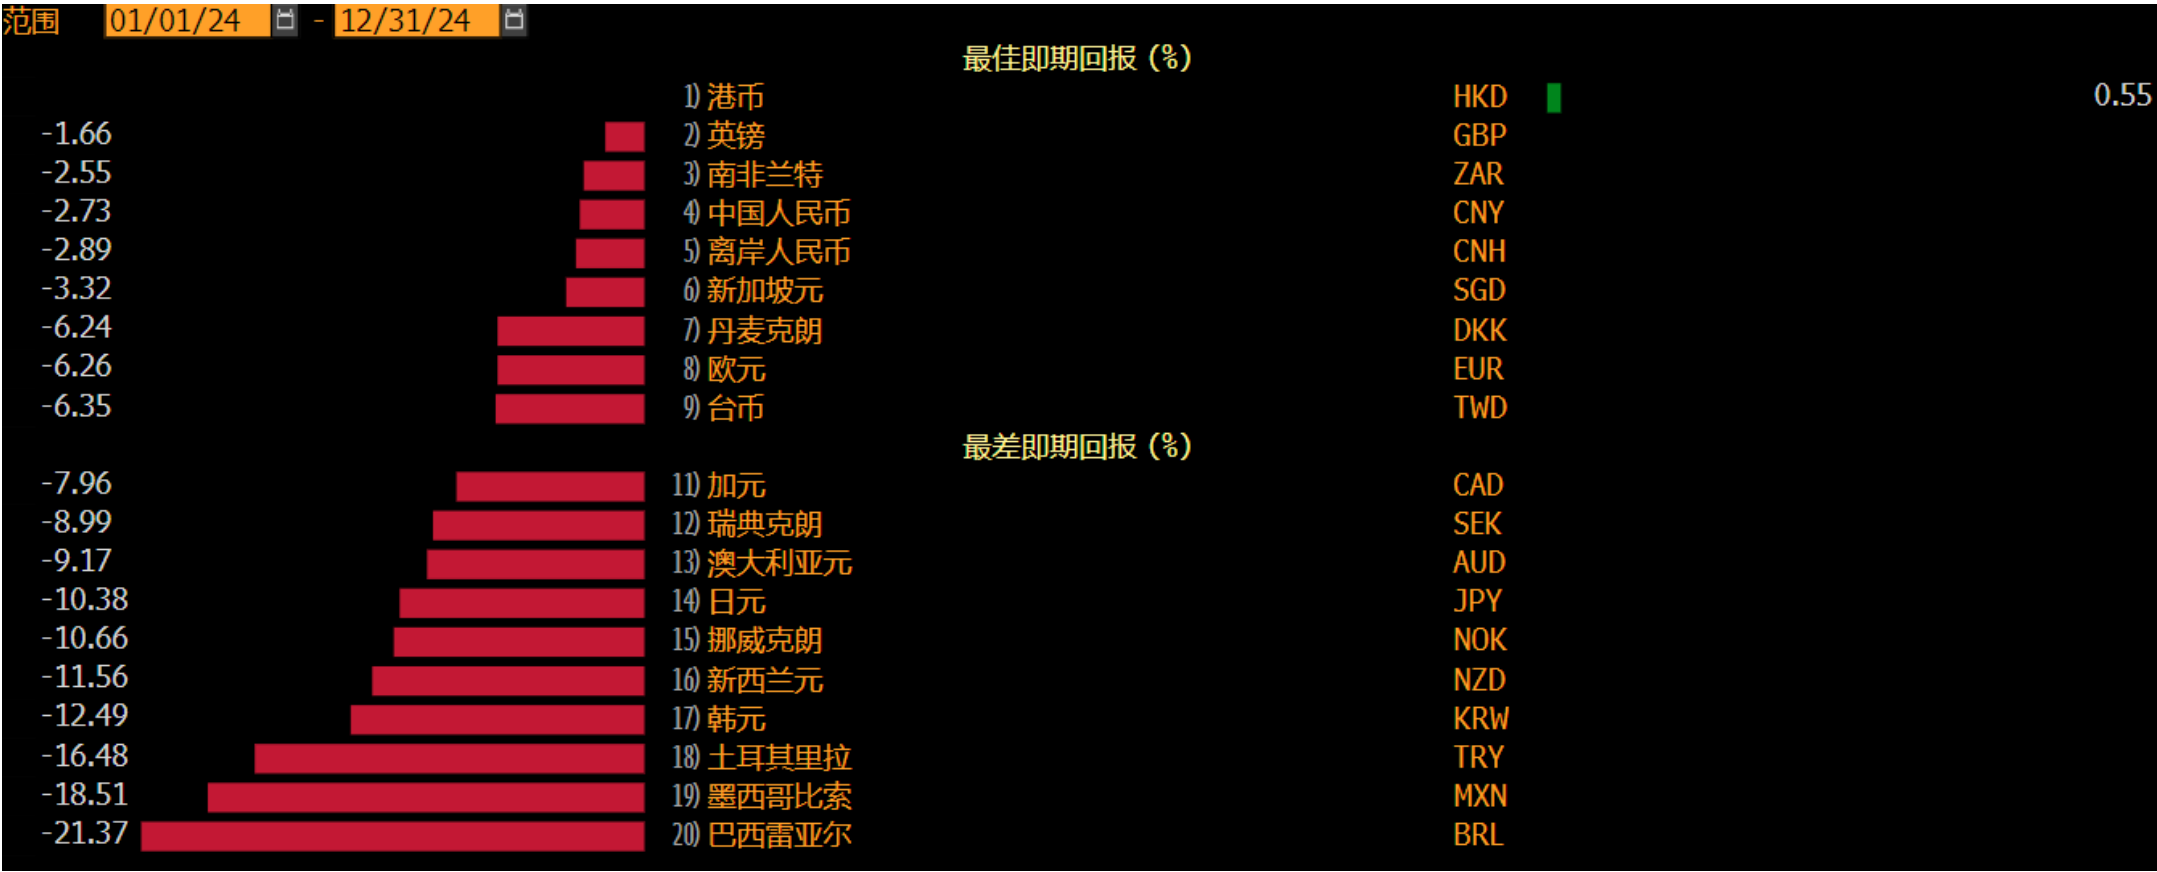 范围 01/01/24 - 12/31/24
最佳即期回报 (%)
1) 港币 HKD 0.55
-1.66 2) 英镑 GBP
-2.55 3) 南非兰特 ZAR
-2.73 4) 中国人民币 CNY
-2.89 5) 离岸人民币 CNH
-3.32 6) 新加坡元 SGD
-6.24 7) 丹麦克朗 DKK
-6.26 8) 欧元 EUR
-6.35 9) 台币 TWD
最差即期回报 (%)
-7.96 11) 加元 CAD
-8.99 12) 瑞典克朗 SEK
-9.17 13) 澳大利亚元 AUD
-10.38 14) 日元 JPY
-10.66 15) 挪威克朗 NOK
-11.56 16) 新西兰元 NZD
-12.49 17) 韩元 KRW
-16.48 18) 土耳其里拉 TRY
-18.51 19) 墨西哥比索 MXN
-21.37 20) 巴西雷亚尔 BRL